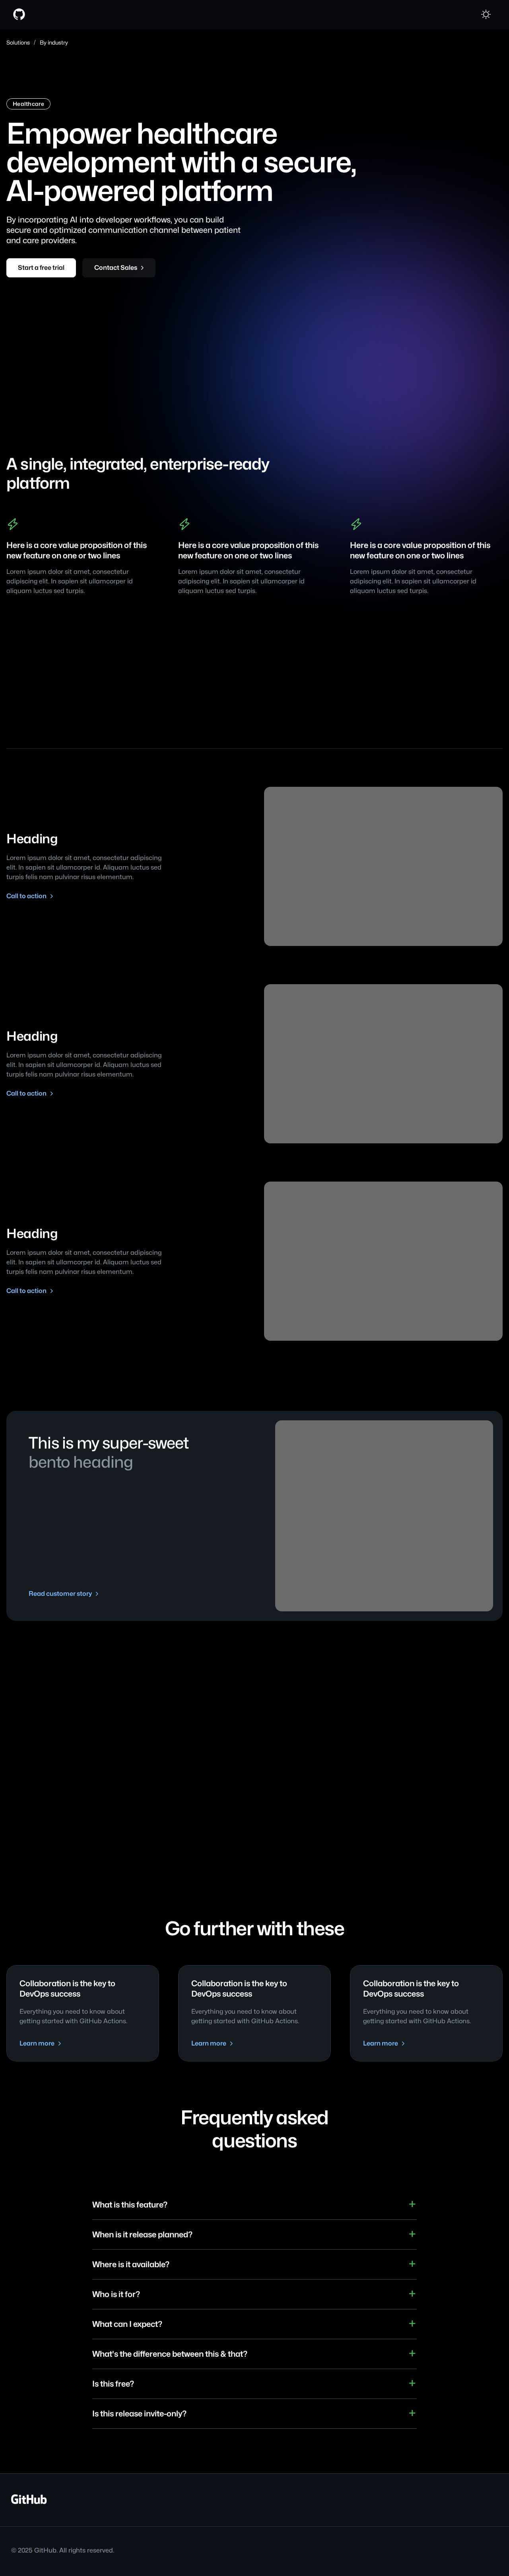 Solutions / By industry
Healthcare
Empower healthcare
development with a secure,
AI-powered platform
By incorporating AI into developer workflows, you can build
secure and optimized communication channel between patient
and care providers.
Start a free trial
Contact Sales
A single, integrated, enterprise-ready
platform
Here is a core value proposition of this
new feature on one or two lines
Lorem ipsum dolor sit amet, consectetur
adipiscing elit. In sapien sit ullamcorper id
aliquam luctus sed turpis.
Here is a core value proposition of this
new feature on one or two lines
Lorem ipsum dolor sit amet, consectetur
adipiscing elit. In sapien sit ullamcorper id
aliquam luctus sed turpis.
Here is a core value proposition of this
new feature on one or two lines
Lorem ipsum dolor sit amet, consectetur
adipiscing elit. In sapien sit ullamcorper id
aliquam luctus sed turpis.
Heading
Lorem ipsum dolor sit amet, consectetur adipiscing
elit. In sapien sit ullamcorper id. Aliquam luctus sed
turpis felis nam pulvinar risus elementum.
Call to action
Heading
Lorem ipsum dolor sit amet, consectetur adipiscing
elit. In sapien sit ullamcorper id. Aliquam luctus sed
turpis felis nam pulvinar risus elementum.
Call to action
Heading
Lorem ipsum dolor sit amet, consectetur adipiscing
elit. In sapien sit ullamcorper id. Aliquam luctus sed
turpis felis nam pulvinar risus elementum.
Call to action
This is my super-sweet
bento heading
Read customer story
Go further with these
Collaboration is the key to
DevOps success
Everything you need to know about
getting started with GitHub Actions.
Learn more
Collaboration is the key to
DevOps success
Everything you need to know about
getting started with GitHub Actions.
Learn more
Collaboration is the key to
DevOps success
Everything you need to know about
getting started with GitHub Actions.
Learn more
Frequently asked
questions
What is this feature?
When is it release planned?
Where is it available?
Who is it for?
What can I expect?
What's the difference between this & that?
Is this free?
Is this release invite-only?
GitHub
© 2025 GitHub. All rights reserved.